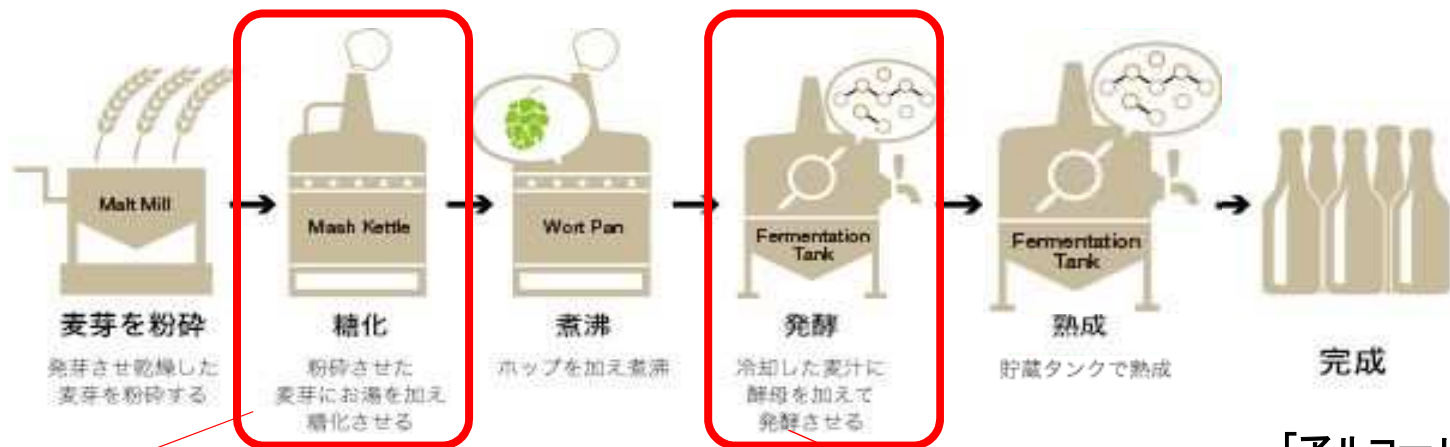 Malt Mill
麦芽を粉砕
発芽させ乾燥した
麦芽を粉砕する
Mash Kettle
糖化
粉砕させた
麦芽にお湯を加え
糖化させる
Wort Pan
煮沸
ホップを加え煮沸
Fermentation
Tank
発酵
冷却した麦汁に
酵母を加えて
発酵させる
Fermentation
Tank
熟成
貯蔵タンクで熟成
完成
「アルコー